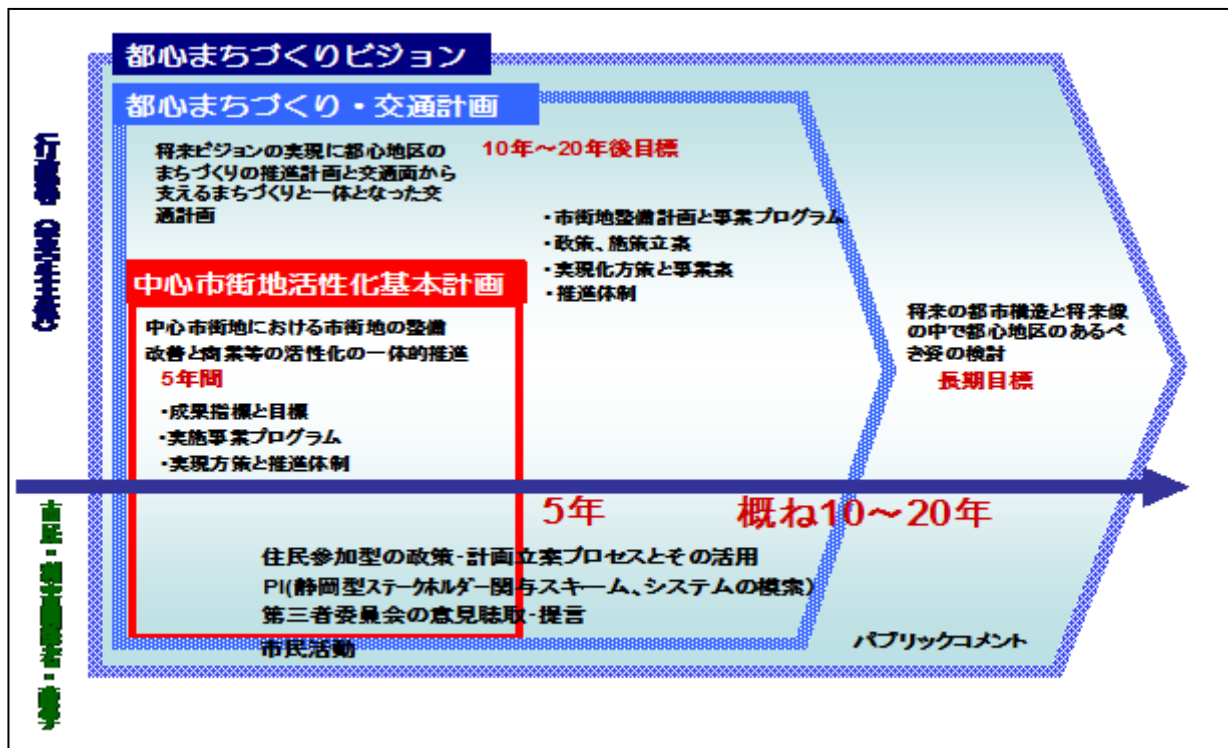 都心まちづくりビジョン
都心まちづくり・交通計画
将来ビジョンの実現に都心地区の
まちづくりの推進計画と交通面から
支えるまちづくりと一体となった交
通計画
10年～20年後目標
・市街地整備計画と事業プログラム
・政策、施策立案
・実現化方策と事業案
・推進体制
中心市街地活性化基本計画
中心市街地における市街地の整備
改善と商業等の活性化の一体的推進
5年間
・成果指標と目標
・実施事業プログラム
・実現方策と推進体制
将来の都市構造と将来像
の中で都心地区のあるべ
き姿の検討
長期目標
5年
概ね10～20年
住民参加型の政策・計画立案プロセスとその活用
PI(静岡型ステークホルダー関与スキーム、システムの模索)
第三者委員会の意見聴取・提言
市民活動
パブリックコメント